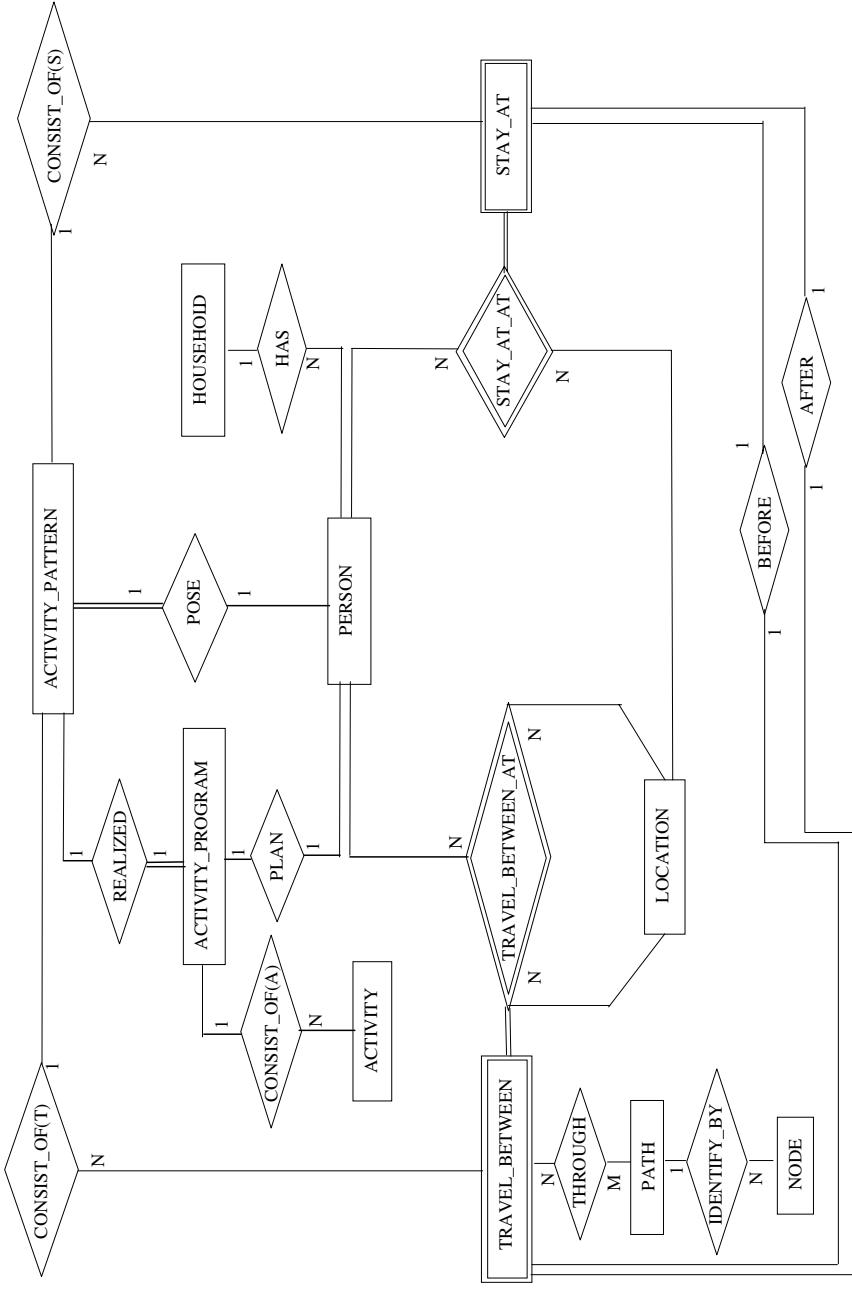 CONSIST_OF(T)
1
N
ACTIVITY_PATTERN
CONSIST_OF(S)
1
N
1
REALIZED
1
1
POSE
1
HOUSEHOID
1
HAS
N
ACTIVITY_PROGRAM
1
PLAN
1
1
CONSIST_OF(A)
N
ACTIVITY
PERSON
N
TRAVEL_BETWEEN_AT
N
N
N
STAY_AT_AT
N
STAY_AT
TRAVEL_BETWEEN
N
THROUGH
M
PATH
1
IDENTIFY_BY
N
NODE
LOCATION
1
BEFORE
1
1
AFTER
1